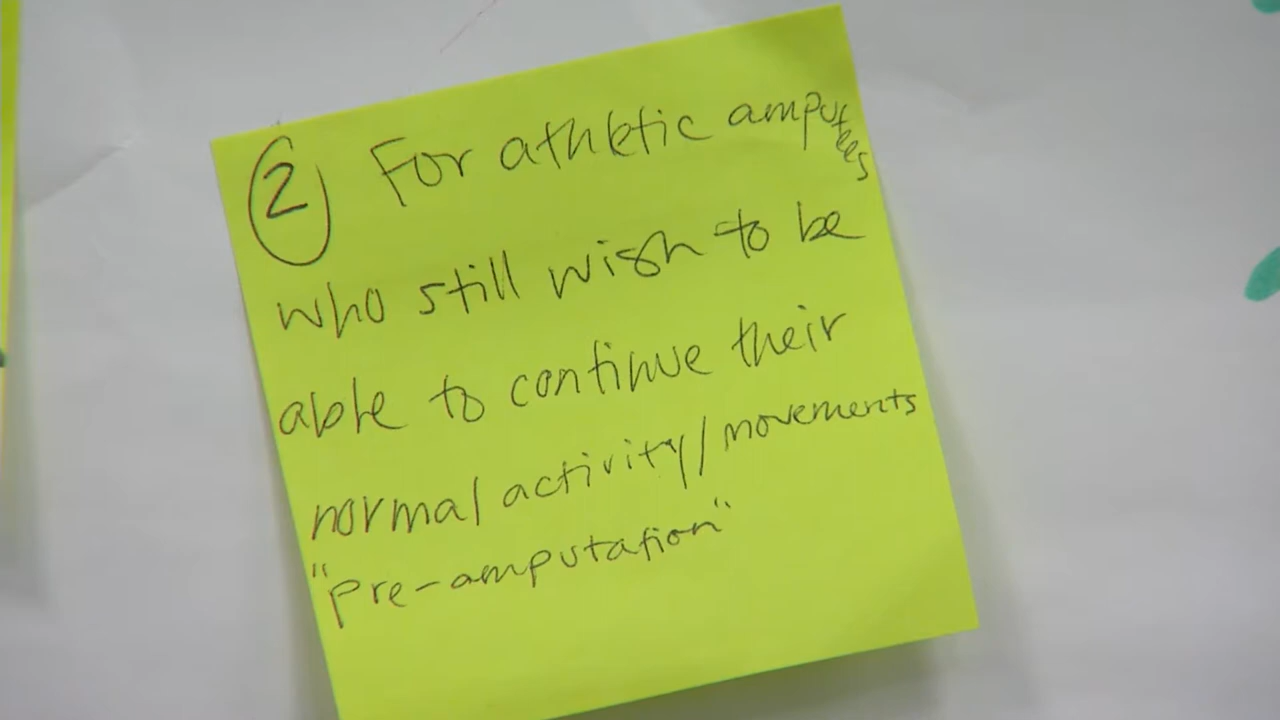 2 For athletic amputees
who still wish to be
able to continue their
normal activity/movements
"pre-amputation"